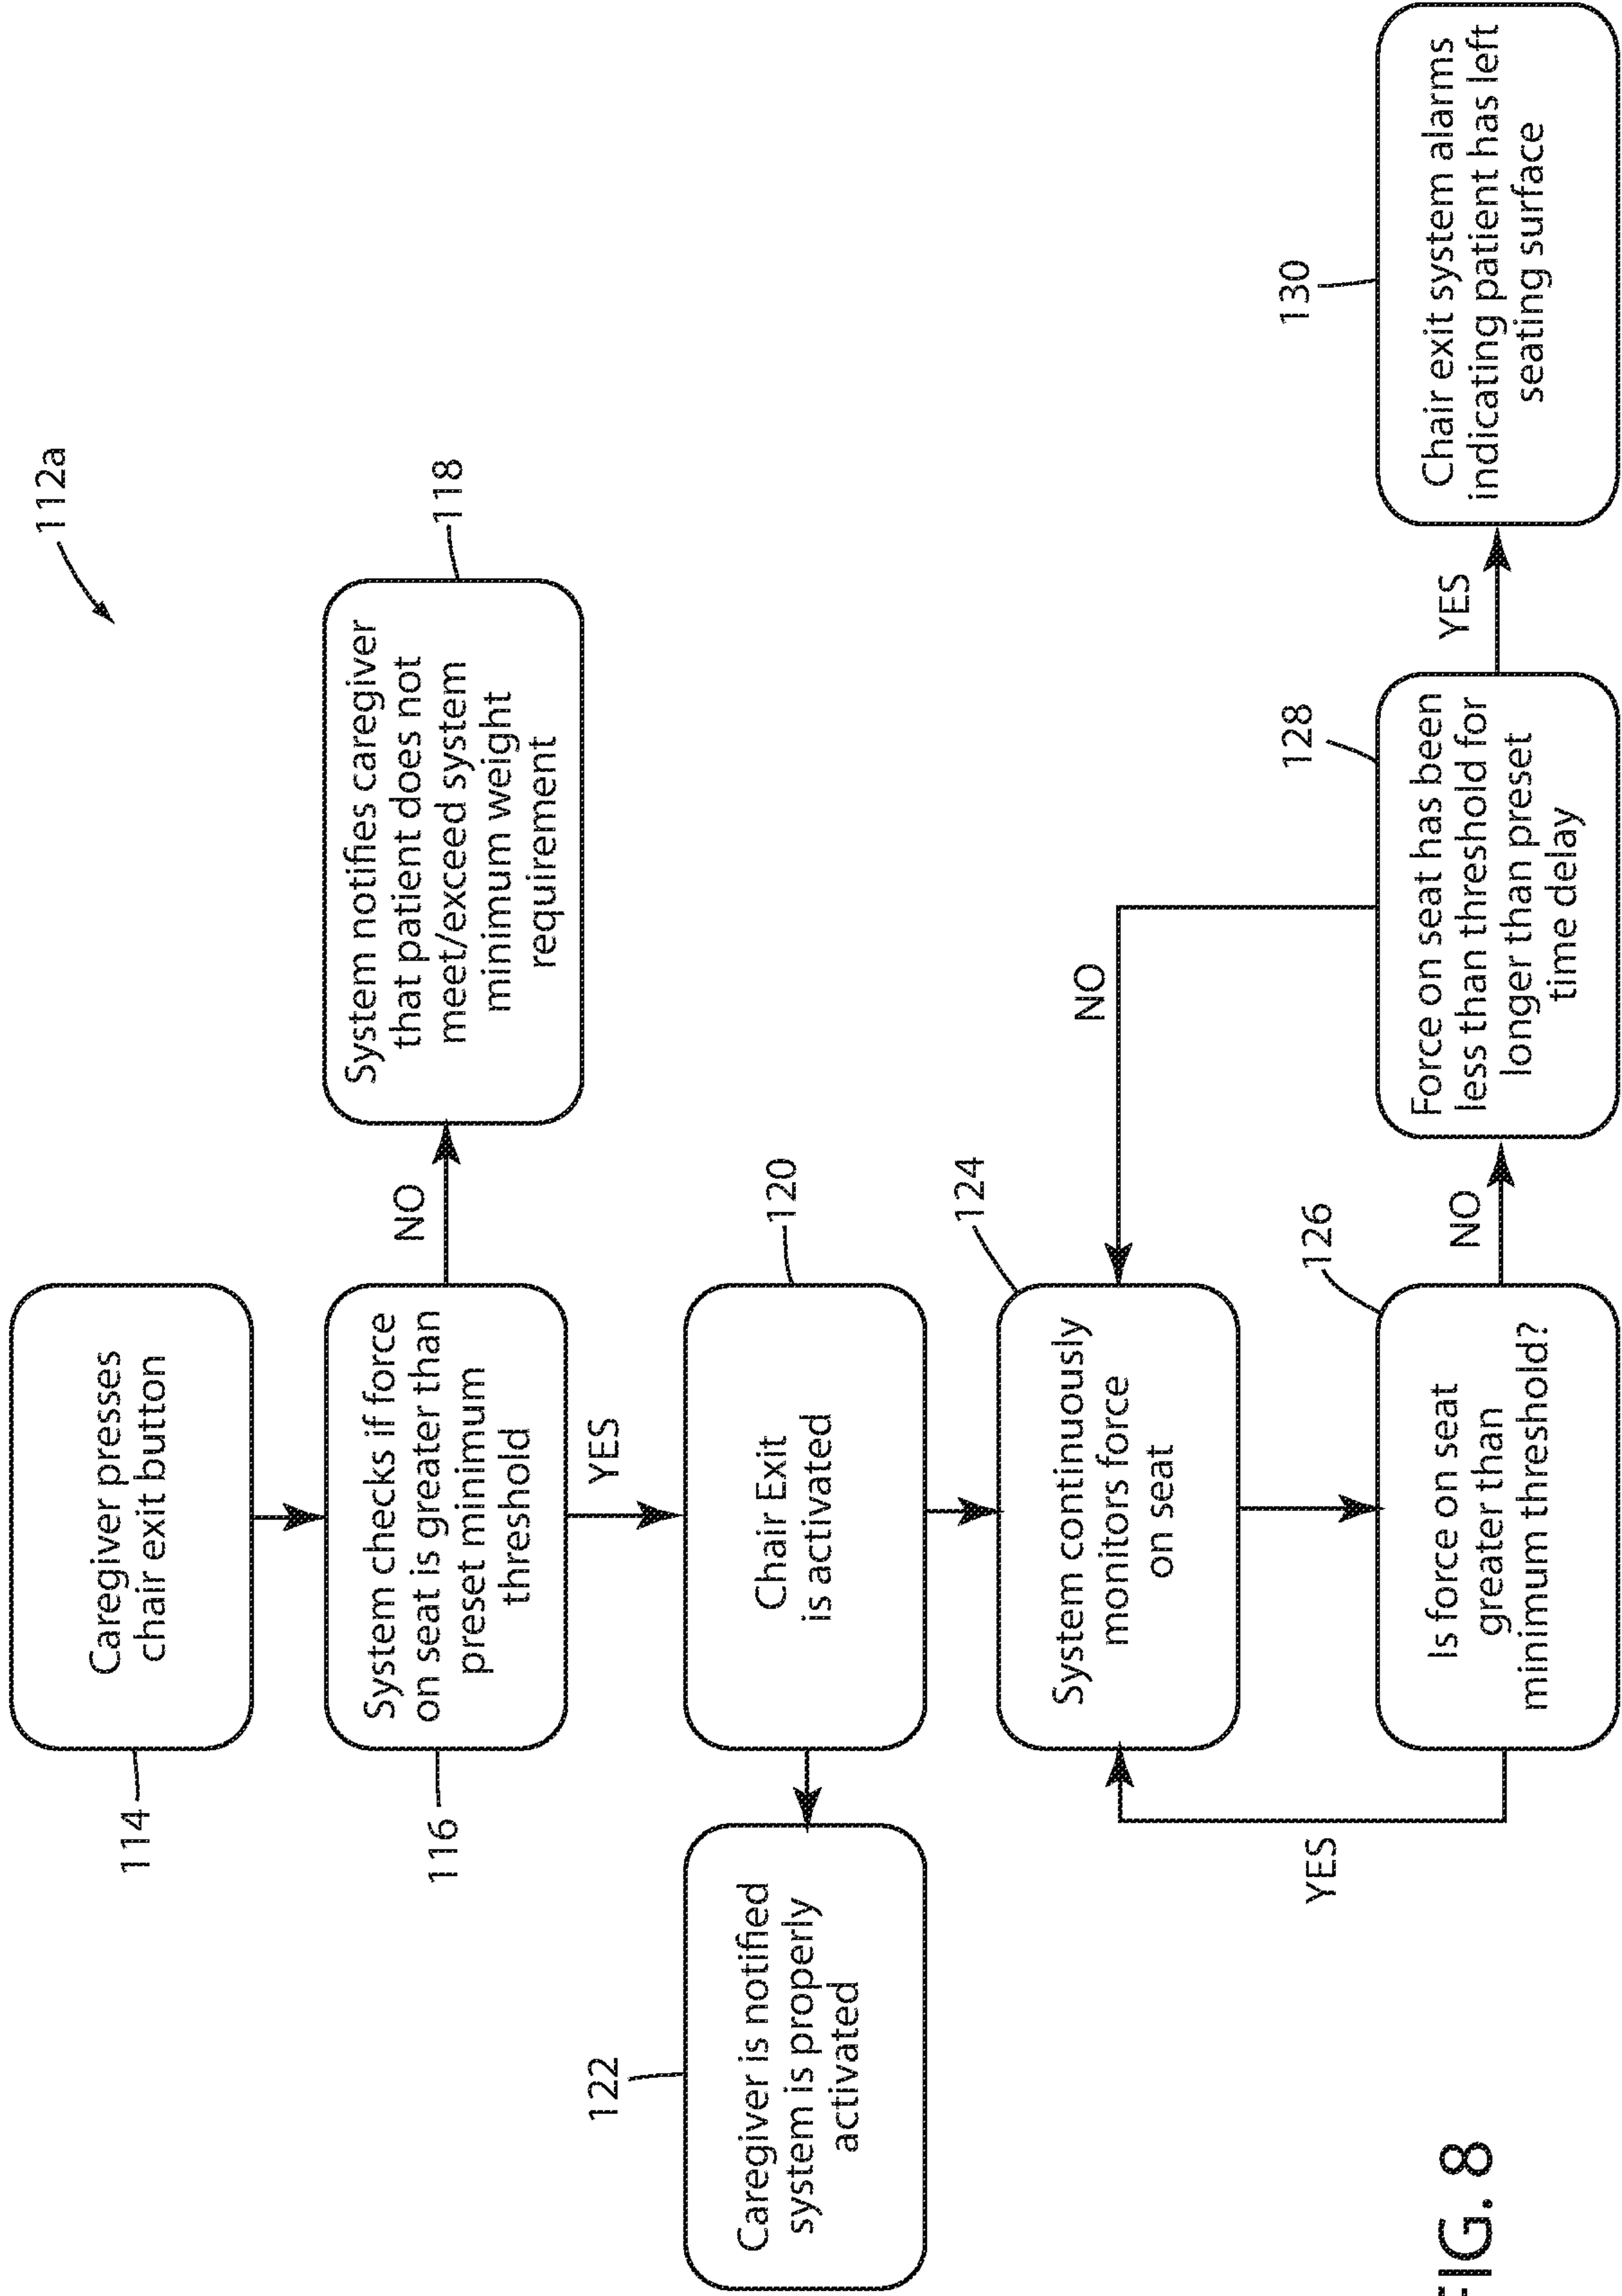 112a
114
Caregiver presses
chair exit button
116
System checks if force
on seat is greater than
preset minimum
threshold
NO
118
System notifies caregiver
that patient does not
meet/exceed system
minimum weight
requirement
YES
120
Chair Exit
is activated
122
Caregiver is notified
system is properly
activated
124
System continuously
monitors force
on seat
NO
YES
126
Is force on seat
greater than
minimum threshold?
NO
128
Force on seat has been
less than threshold for
longer than preset
time delay
YES
130
Chair exit system alarms
indicating patient has left
seating surface
FIG. 8